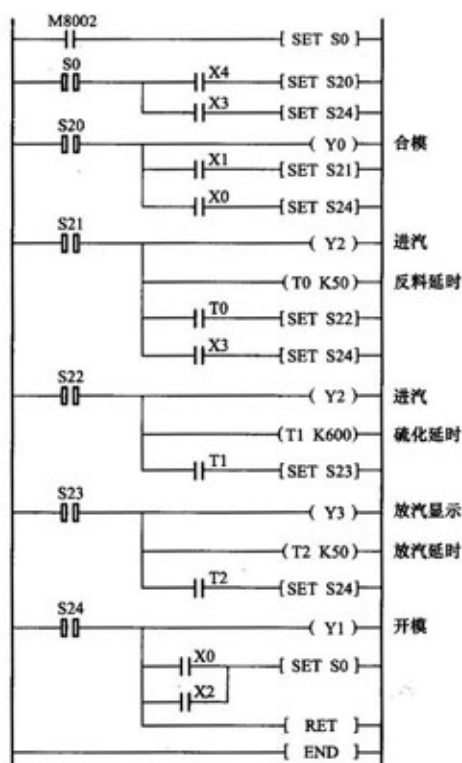 M8002
[ SET S0 ]
S0
X4
[SET S20]
X3
[SET S24]
S20
( Y0 )
合模
X1
[SET S21]
X0
[SET S24]
S21
( Y2 )
进汽
(T0 K50)
反料延时
T0
[SET S22]
X3
[SET S24]
S22
( Y2 )
进汽
(T1 K600)
硫化延时
T1
[SET S23]
S23
( Y3 )
放汽显示
(T2 K50)
放汽延时
T2
[SET S24]
S24
( Y1 )
开模
X0
[ SET S0 ]
X2
[ RET ]
[ END ]